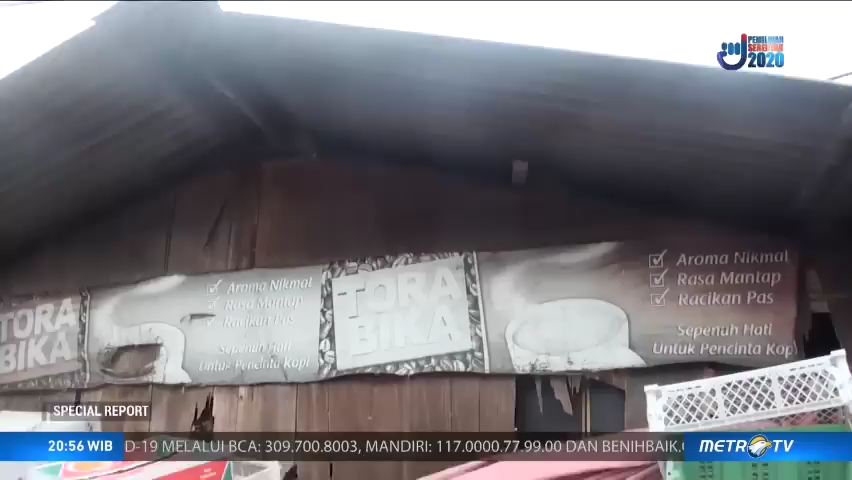 PEMILIHAN
SERENTAK
2020
Aroma Nikmat
Rasa Mantap
Racikan Pas
Sepenuh Hati
Untuk Pencinta Kopi
TORA
BIKA
Aroma Nikmat
Rasa Mantap
Racikan Pas
Sepenuh Hati
Untuk Pencinta Kopi
TORA
BIKA
SPECIAL REPORT
20:56 WIB
D-19 MELALUI BCA: 309.700.8003, MANDIRI: 117.0000.77.99.00 DAN BENIHBAIK.C
METRO TV